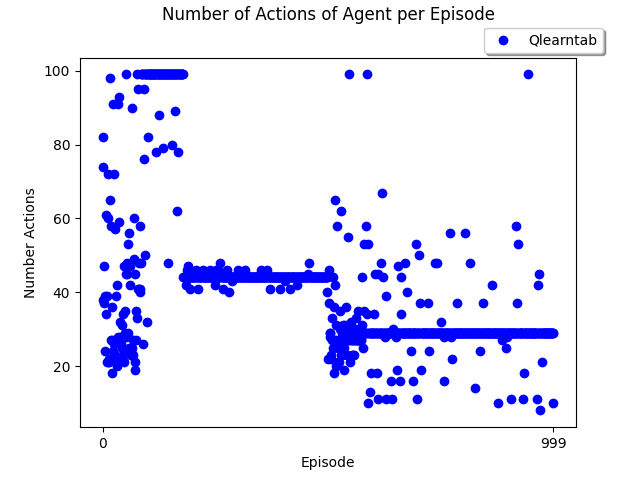 Number of Actions of Agent per Episode
Qlearntab
100
80
60
40
20
Number Actions
0
999
Episode